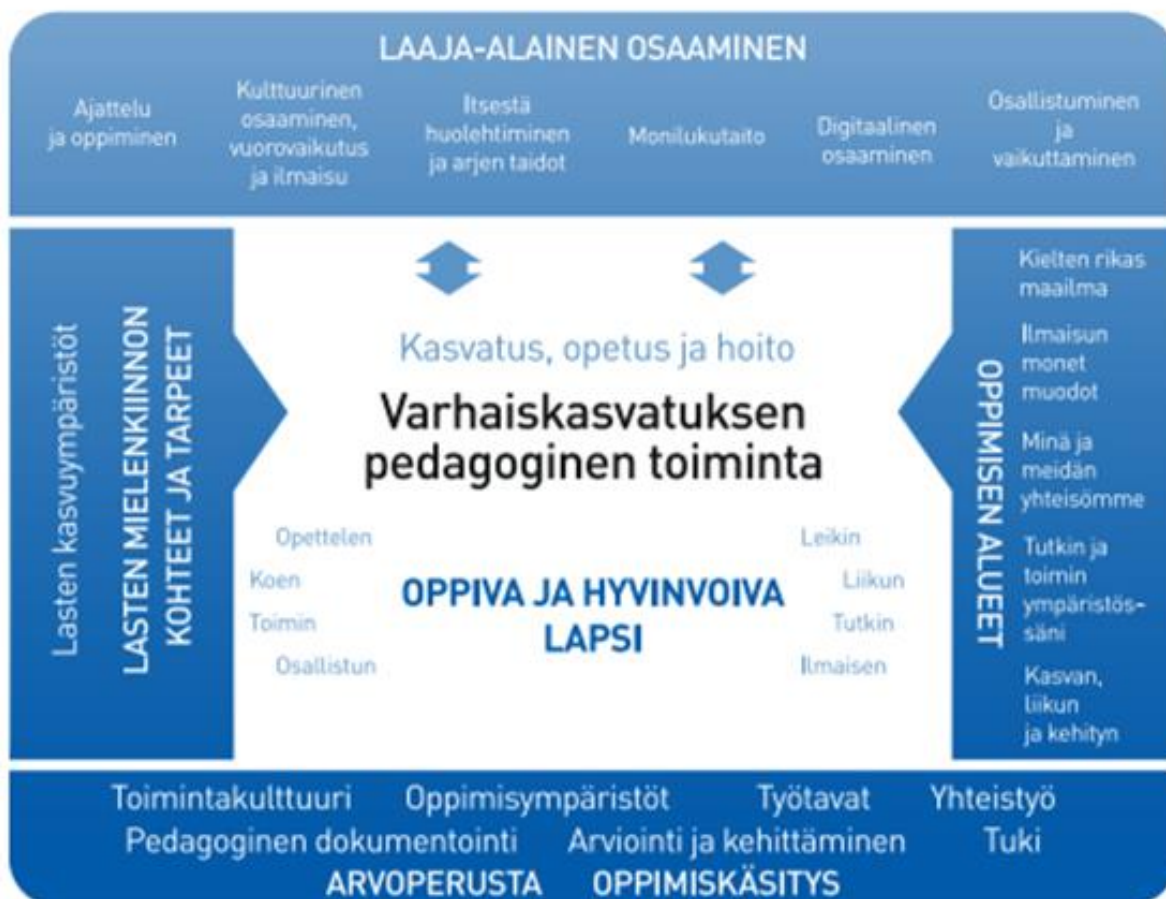 LAAJA-ALAINEN OSAAMINEN
Ajattelu
ja oppiminen
Kulttuurinen
osaaminen,
vuorovaikutus
ja ilmaisu
Itsestä
huolehtiminen
ja arjen taidot
Monilukutaito
Digitaalinen
osaaminen
Osallistuminen
ja
vaikuttaminen
Lasten kasvuympäristöt
LASTEN MIELENKIINNON
KOHTEET JA TARPEET
Kasvatus, opetus ja hoito
Varhaiskasvatuksen
pedagoginen toiminta
Opettelen
Koen
Toimin
Osallistun
OPPIVA JA HYVINVOIVA
LAPSI
Leikin
Liikun
Tutkin
Ilmaisen
OPPIMISEN ALUEET
Kielten rikas
maailma
Ilmaisun
monet
muodot
Minä ja
meidän
yhteisömme
Tutkin ja
toimin
ympäristös-
säni
Kasvan,
liikun
ja kehityn
Toimintakulttuuri Oppimisympäristöt Työtavat Yhteistyö
Pedagoginen dokumentointi Arviointi ja kehittäminen Tuki
ARVOPERUSTA OPPIMISKÄSITYS